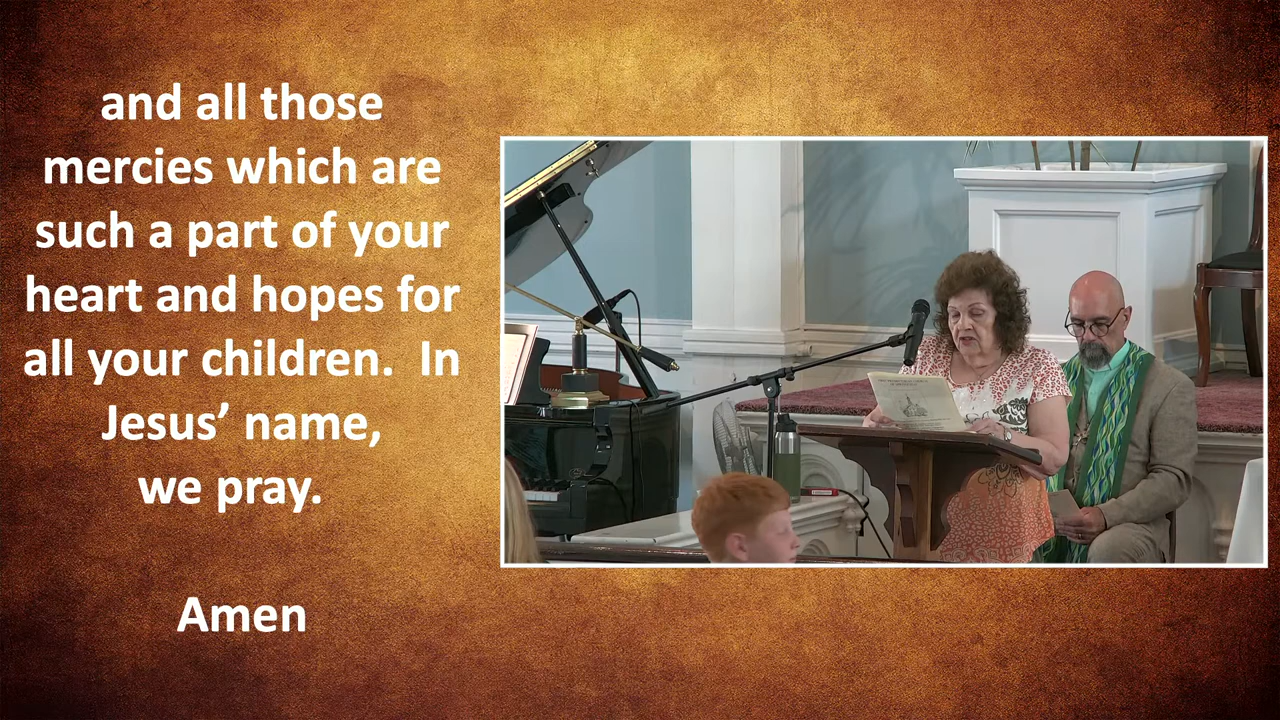 and all those
mercies which are
such a part of your
heart and hopes for
all your children.  In
Jesus’ name,
we pray.
Amen